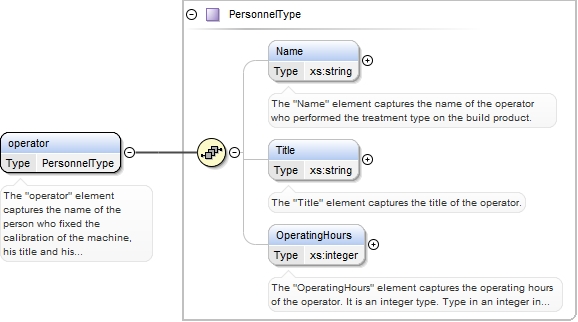 PersonnelType
Name
Type xs:string
The "Name" element captures the name of the operator
who performed the treatment type on the build product.
operator
Type PersonnelType
The "operator" element
captures the name of the
person who fixed the
calibration of the machine,
his title and his...
Title
Type xs:string
The "Title" element captures the title of the operator.
OperatingHours
Type xs:integer
The "OperatingHours" element captures the operating hours
of the operator. It is an integer type. Type in an integer in...